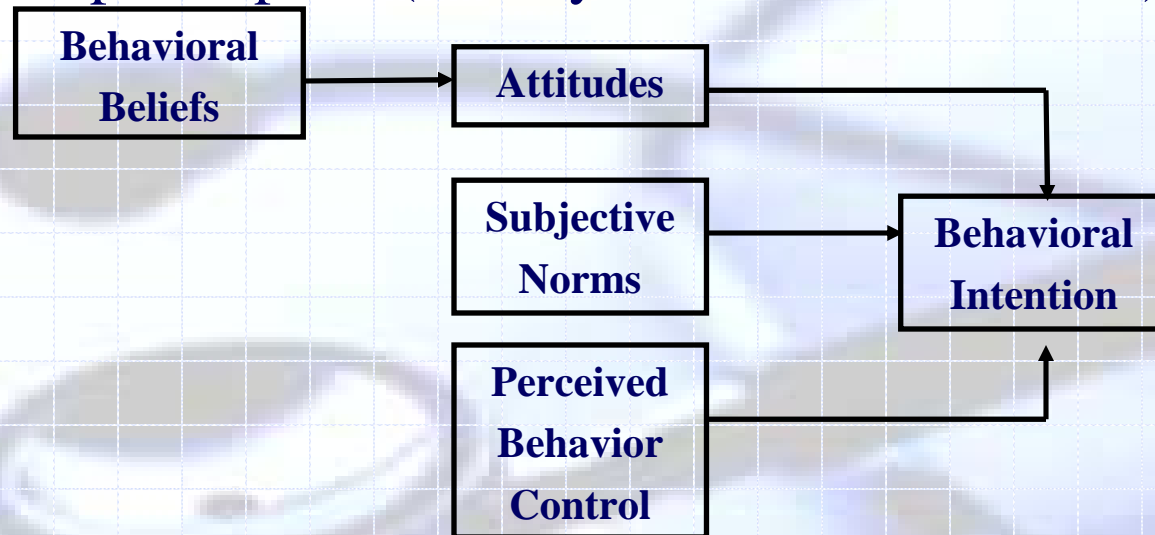 Behavioral
Beliefs
Attitudes
Subjective
Norms
Perceived
Behavior
Control
Behavioral
Intention